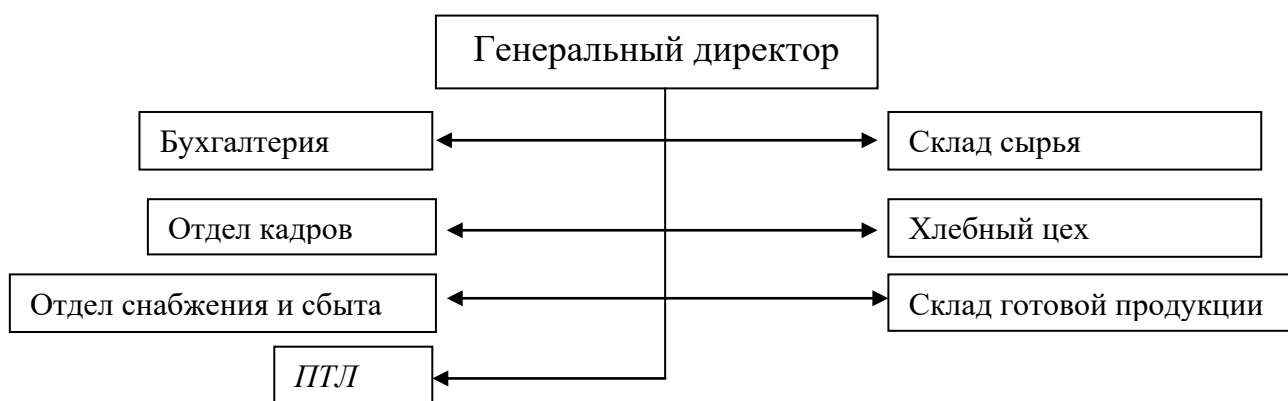 Генеральный директор
Бухгалтерия
Склад сырья
Отдел кадров
Хлебный цех
Отдел снабжения и сбыта
Склад готовой продукции
ПТЛ